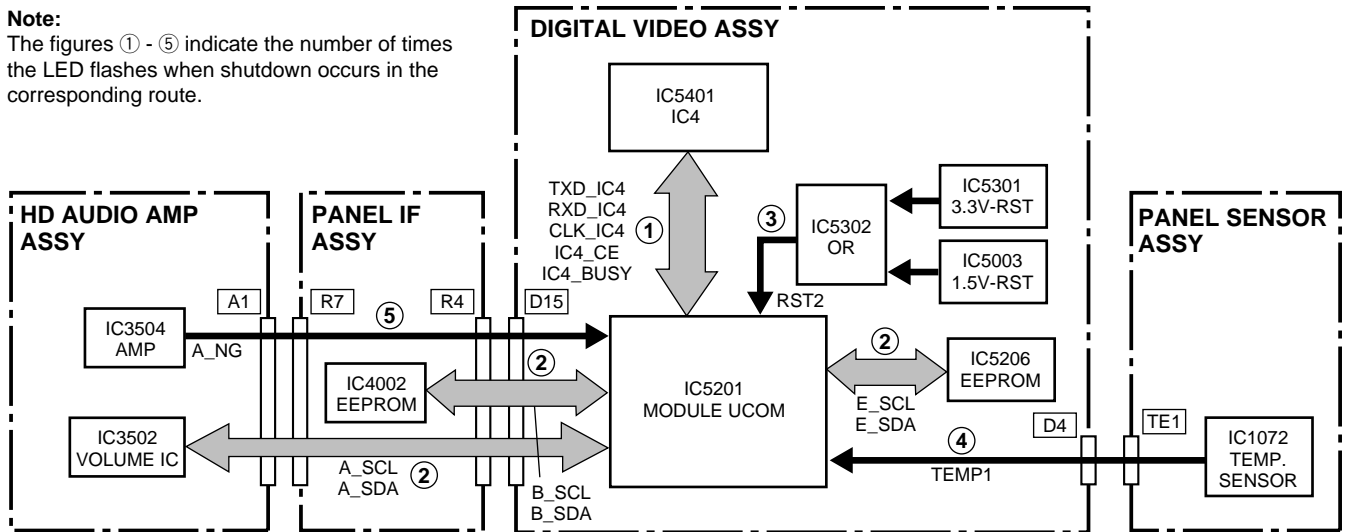 Note:
The figures ① - ⑤ indicate the number of times
the LED flashes when shutdown occurs in the
corresponding route.
DIGITAL VIDEO ASSY
IC5401
IC4
TXD_IC4
RXD_IC4
CLK_IC4
IC4_CE
IC4_BUSY
①
③
IC5302
OR
IC5301
3.3V-RST
IC5003
1.5V-RST
RST2
HD AUDIO AMP
ASSY
PANEL IF
ASSY
PANEL SENSOR
ASSY
A1
R7
R4
D15
⑤
IC3504
AMP
A_NG
②
IC4002
EEPROM
IC3502
VOLUME IC
A_SCL
A_SDA
②
B_SCL
B_SDA
IC5201
MODULE UCOM
②
IC5206
EEPROM
E_SCL
E_SDA
D4
TE1
④
TEMP1
IC1072
TEMP.
SENSOR